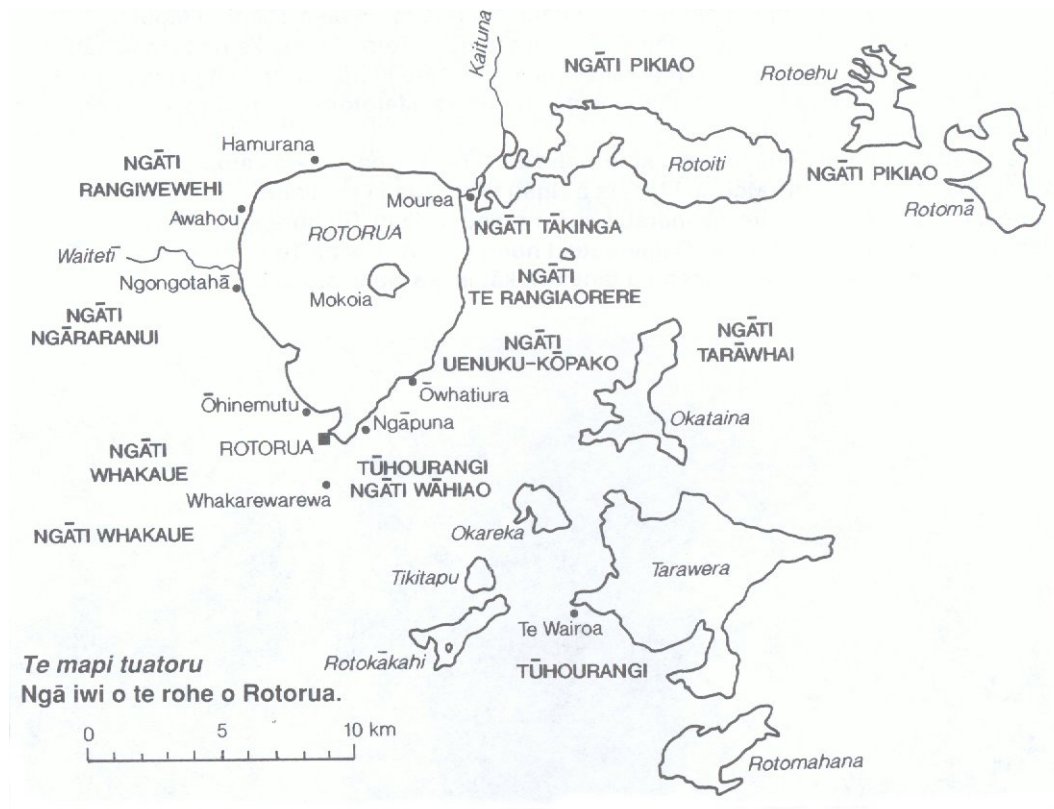 Kaituna
NGĀTI PIKIAO
Rotoehu
Hamurana
NGĀTI
RANGIWEWEHI
Rotoiti
NGĀTI PIKIAO
Awahou
Mourea
Rotomā
ROTORUA
NGĀTI TĀKINGA
Waitetī
Ngongotahā
Mokoia
NGĀTI
TE RANGIAORERE
NGĀTI
NGĀRARANUI
NGĀTI
UENUKU-KŌPAKO
NGĀTI
TARĀWHAI
Ōwhatiura
Ōhinemutu
Okataina
Ngāpuna
ROTORUA
NGĀTI
WHAKAUE
TŪHOURANGI
NGĀTI WĀHIAO
Whakarewarewa
NGĀTI WHAKAUE
Okareka
Tikitapu
Tarawera
Te Wairoa
Rotokākahi
TŪHOURANGI
Te mapi tuatoru
Ngā iwi o te rohe o Rotorua.
0 5 10 km
Rotomahana